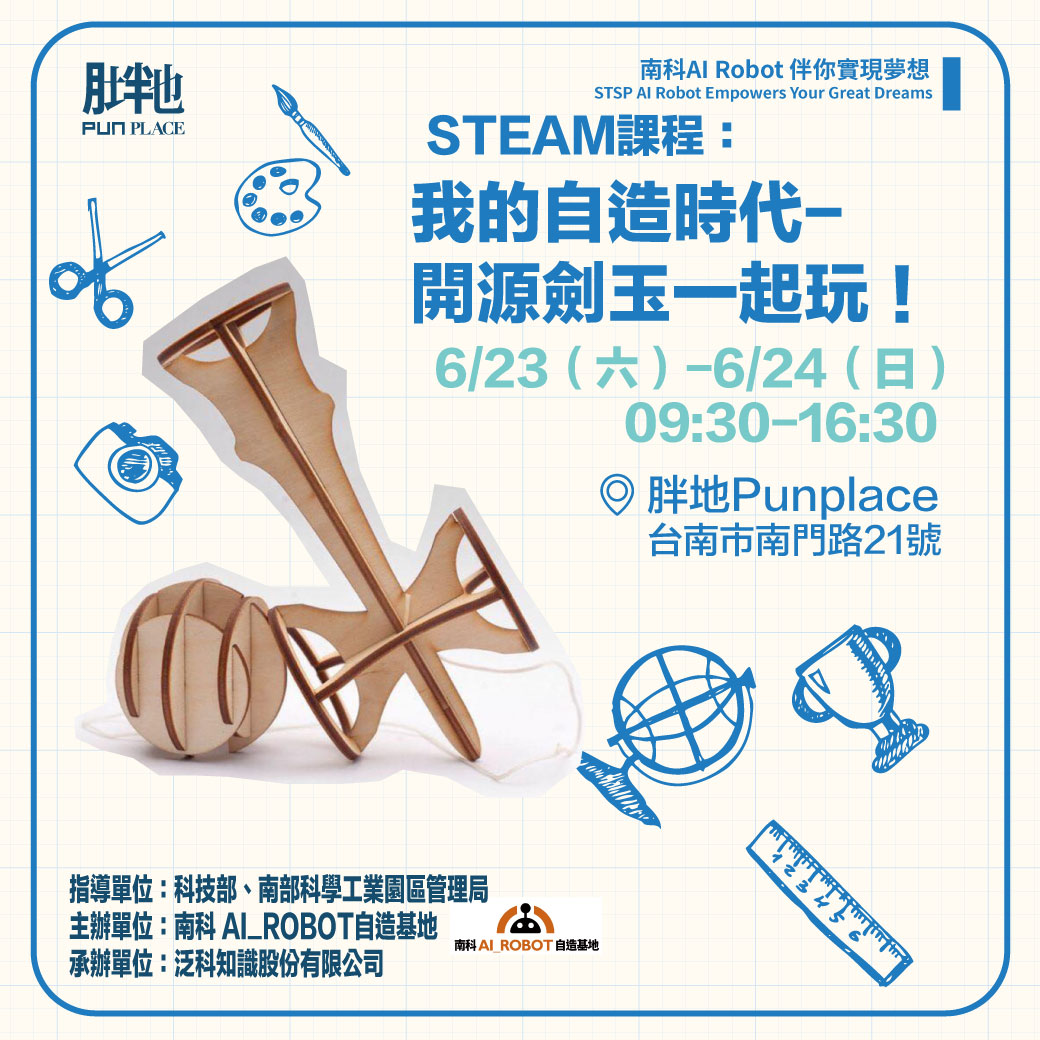 胖地
PUN PLACE
南科AI Robot 伴你實現夢想
STSP AI Robot Empowers Your Great Dreams
STEAM課程：
我的自造時代-
開源劍玉一起玩！
6/23（六）-6/24（日）
09:30-16:30
胖地Punplace
台南市南門路21號
1 2 3 4 5 6
指導單位：科技部、南部科學工業園區管理局
主辦單位：南科 AI_ROBOT自造基地
承辦單位：泛科知識股份有限公司
南科 AI_ROBOT 自造基地